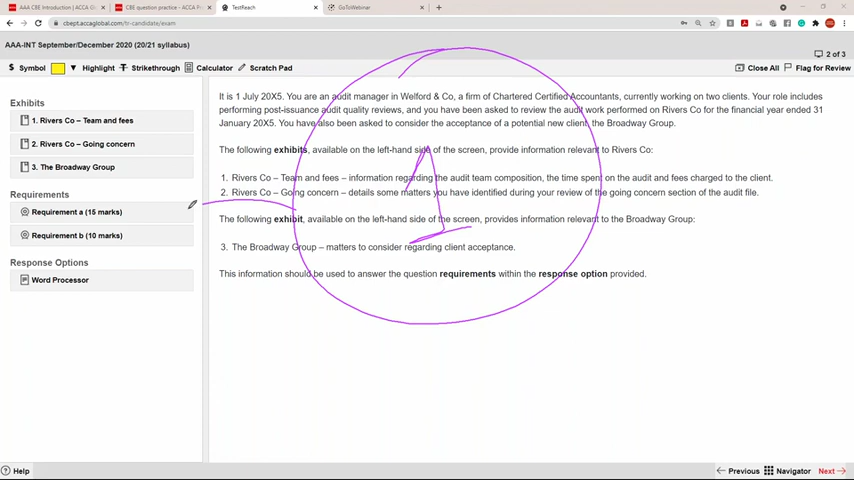 AAA CBE Introduction | ACCA Gl
CBE question practice | ACCA P
TestReach
GoToWebinar
cbept.accaglobal.com/tr-candidate/exam
AAA-INT September/December 2020 (20/21 syllabus)
2 of 3
Symbol
Highlight
Strikethrough
Calculator
Scratch Pad
Close All
Flag for Review
Exhibits
1. Rivers Co – Team and fees
2. Rivers Co – Going concern
3. The Broadway Group
Requirements
Requirement a (15 marks)
Requirement b (10 marks)
Response Options
Word Processor
It is 1 July 20X5. You are an audit manager in Welford & Co, a firm of Chartered Certified Accountants, currently working on two clients. Your role includes
performing post-issuance audit quality reviews, and you have been asked to review the audit work performed on Rivers Co for the financial year ended 31
January 20X5. You have also been asked to consider the acceptance of a potential new client, the Broadway Group.
The following exhibits, available on the left-hand side of the screen, provide information relevant to Rivers Co:
1. Rivers Co – Team and fees – information regarding the audit team composition, the time spent on the audit and fees charged to the client.
2. Rivers Co – Going concern – details some matters you have identified during your review of the going concern section of the audit file.
The following exhibit, available on the left-hand side of the screen, provides information relevant to the Broadway Group:
3. The Broadway Group – matters to consider regarding client acceptance.
This information should be used to answer the question requirements within the response option provided.
1
Help
Previous
Navigator
Next